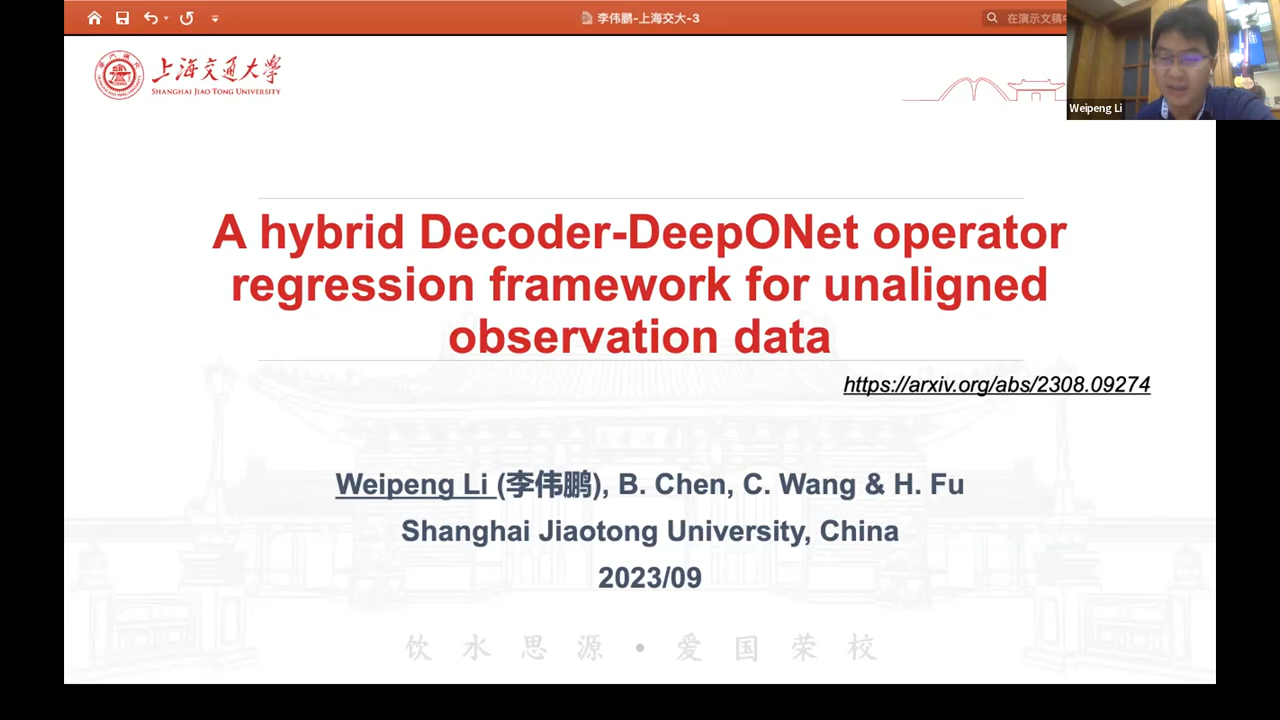 李伟鹏-上海交大-3
在演示文稿中
上海交通大学
SHANGHAI JIAO TONG UNIVERSITY
Weipeng Li
A hybrid Decoder-DeepONet operator
regression framework for unaligned
observation data
https://arxiv.org/abs/2308.09274
Weipeng Li (李伟鹏), B. Chen, C. Wang & H. Fu
Shanghai Jiaotong University, China
2023/09
饮水思源•爱国荣校